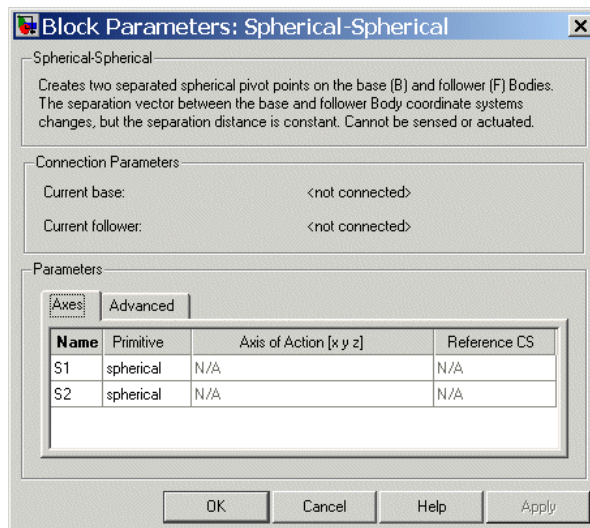 Block Parameters: Spherical-Spherical
Spherical-Spherical
Creates two separated spherical pivot points on the base (B) and follower (F) Bodies.
The separation vector between the base and follower Body coordinate systems
changes, but the separation distance is constant. Cannot be sensed or actuated.
Connection Parameters
Current base: <not connected>
Current follower: <not connected>
Parameters
Axes Advanced
Name Primitive Axis of Action [x y z] Reference CS
S1 spherical N/A N/A
S2 spherical N/A N/A
OK Cancel Help Apply